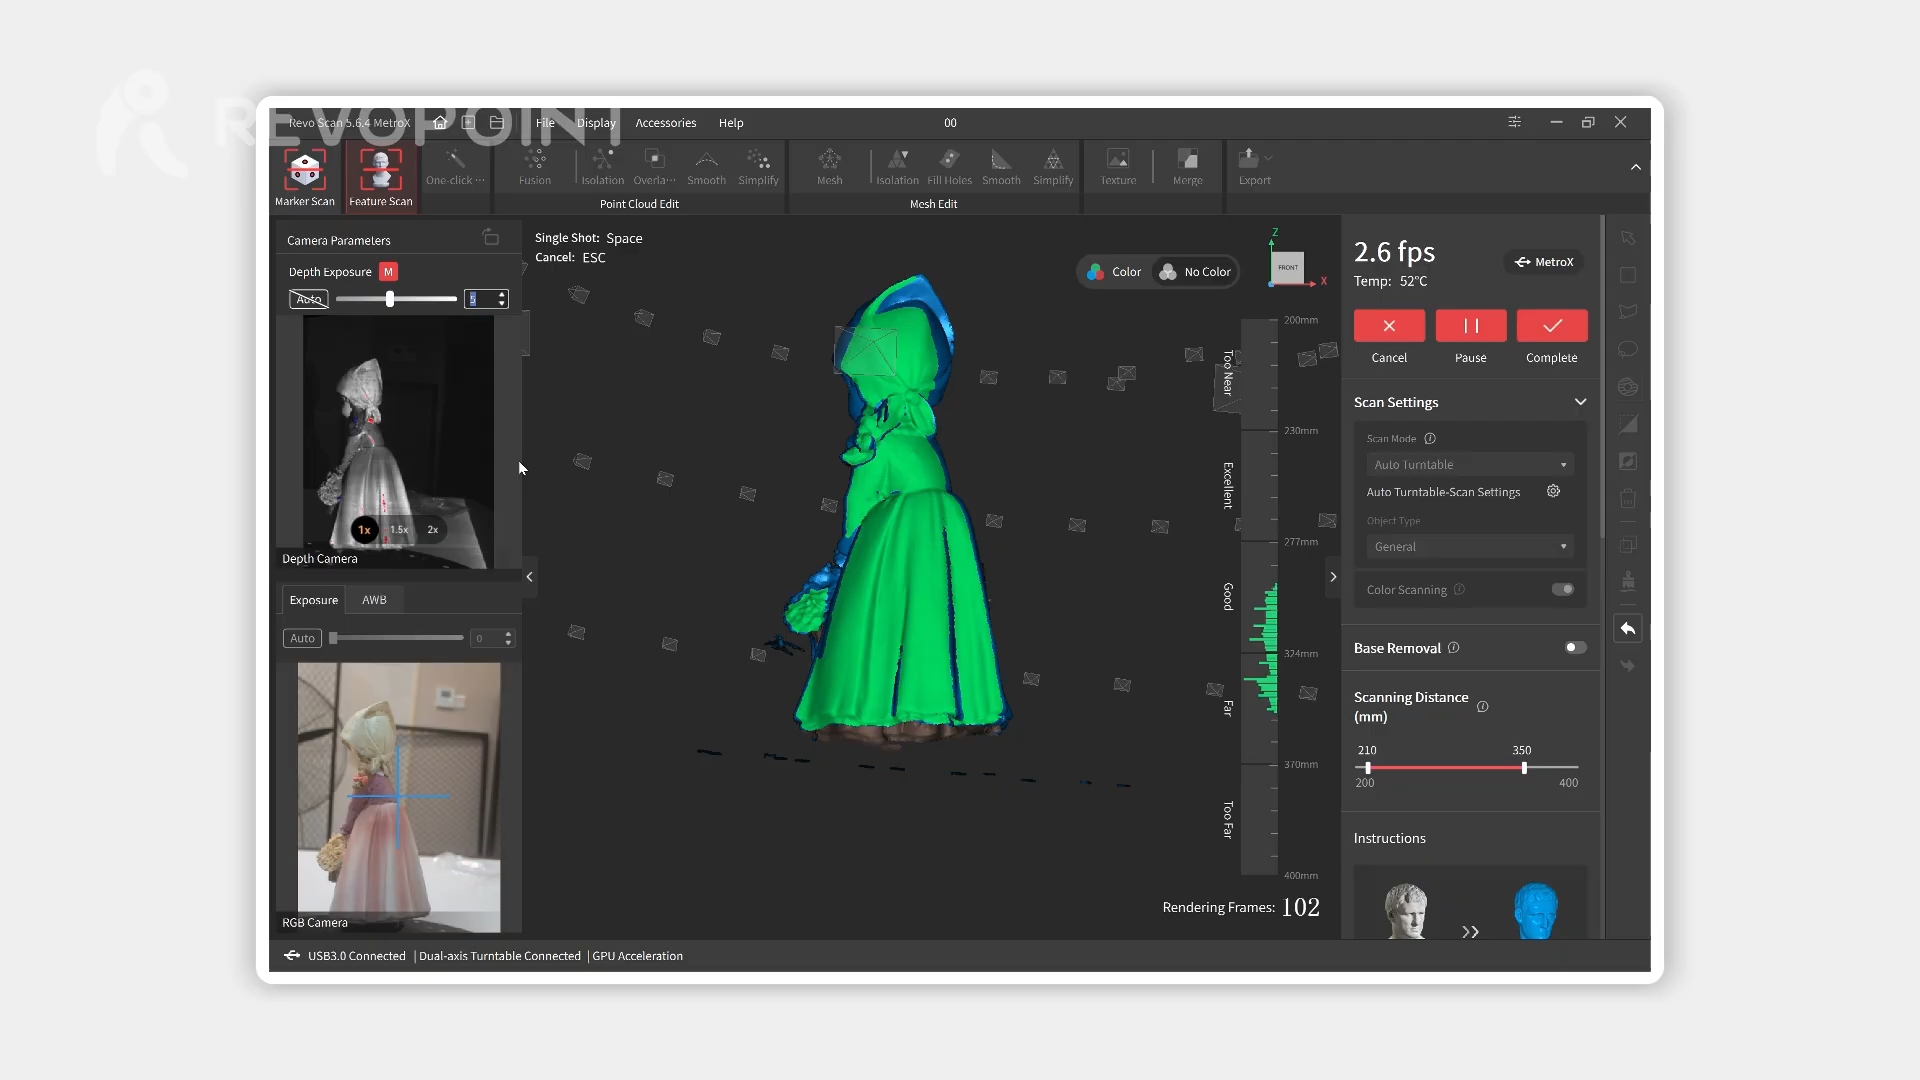 REVOPOINT
Revo Scan 5.6.4 MetroX
File Display Accessories Help
00
Marker Scan
Feature Scan
One-click ···
Fusion
Isolation
Overla···
Smooth
Simplify
Point Cloud Edit
Mesh
Isolation
Fill Holes
Smooth
Simplify
Mesh Edit
Texture
Merge
Export
Camera Parameters
Depth Exposure M
Auto
5
1x 1.5x 2x
Depth Camera
Exposure AWB
Auto
0
RGB Camera
Single Shot: Space
Cancel: ESC
Color No Color
Z
FRONT
X
200mm
Too Near
230mm
Excellent
277mm
Good
324mm
Far
370mm
Too Far
400mm
Rendering Frames: 102
2.6 fps
MetroX
Temp: 52°C
Cancel Pause Complete
Scan Settings
Scan Mode
Auto Turntable
Auto Turntable-Scan Settings
Object Type
General
Color Scanning
Base Removal
Scanning Distance
(mm)
210 350
200 400
Instructions
USB3.0 Connected | Dual-axis Turntable Connected | GPU Acceleration